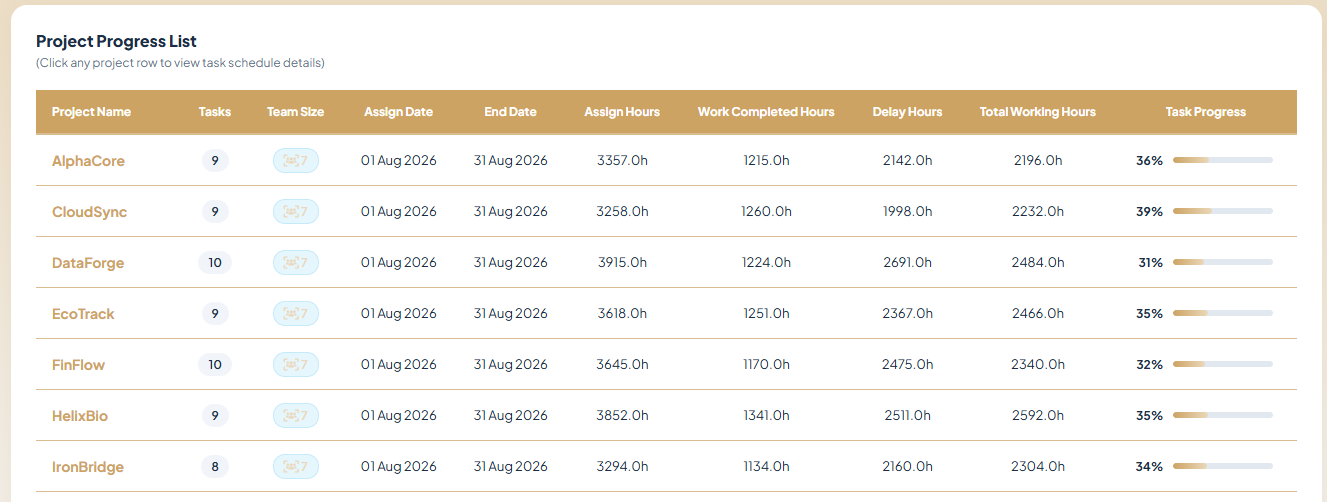 Project Progress List
(Click any project row to view task schedule details)
Project Name Tasks Team Size Assign Date End Date Assign Hours Work Completed Hours Delay Hours Total Working Hours Task Progress
AlphaCore 9 7 01 Aug 2026 31 Aug 2026 3357.0h 1215.0h 2142.0h 2196.0h 36%
CloudSync 9 7 01 Aug 2026 31 Aug 2026 3258.0h 1260.0h 1998.0h 2232.0h 39%
DataForge 10 7 01 Aug 2026 31 Aug 2026 3915.0h 1224.0h 2691.0h 2484.0h 31%
EcoTrack 9 7 01 Aug 2026 31 Aug 2026 3618.0h 1251.0h 2367.0h 2466.0h 35%
FinFlow 10 7 01 Aug 2026 31 Aug 2026 3645.0h 1170.0h 2475.0h 2340.0h 32%
HelixBio 9 7 01 Aug 2026 31 Aug 2026 3852.0h 1341.0h 2511.0h 2592.0h 35%
IronBridge 8 7 01 Aug 2026 31 Aug 2026 3294.0h 1134.0h 2160.0h 2304.0h 34%